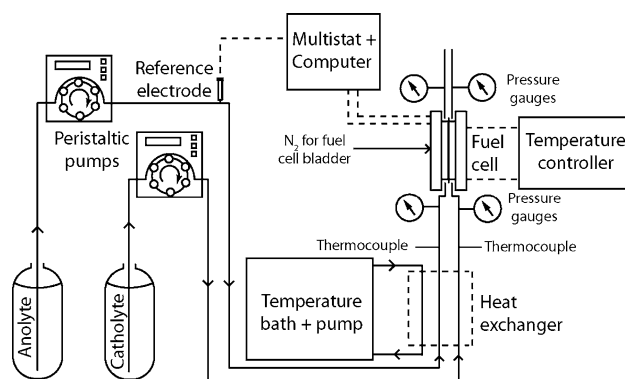 Multistat +
Computer
Reference
electrode
Pressure
gauges
Peristaltic
pumps
N₂ for fuel
cell bladder
Fuel
cell
Temperature
controller
Pressure
gauges
Thermocouple
Thermocouple
Anolyte
Catholyte
Temperature
bath + pump
Heat
exchanger